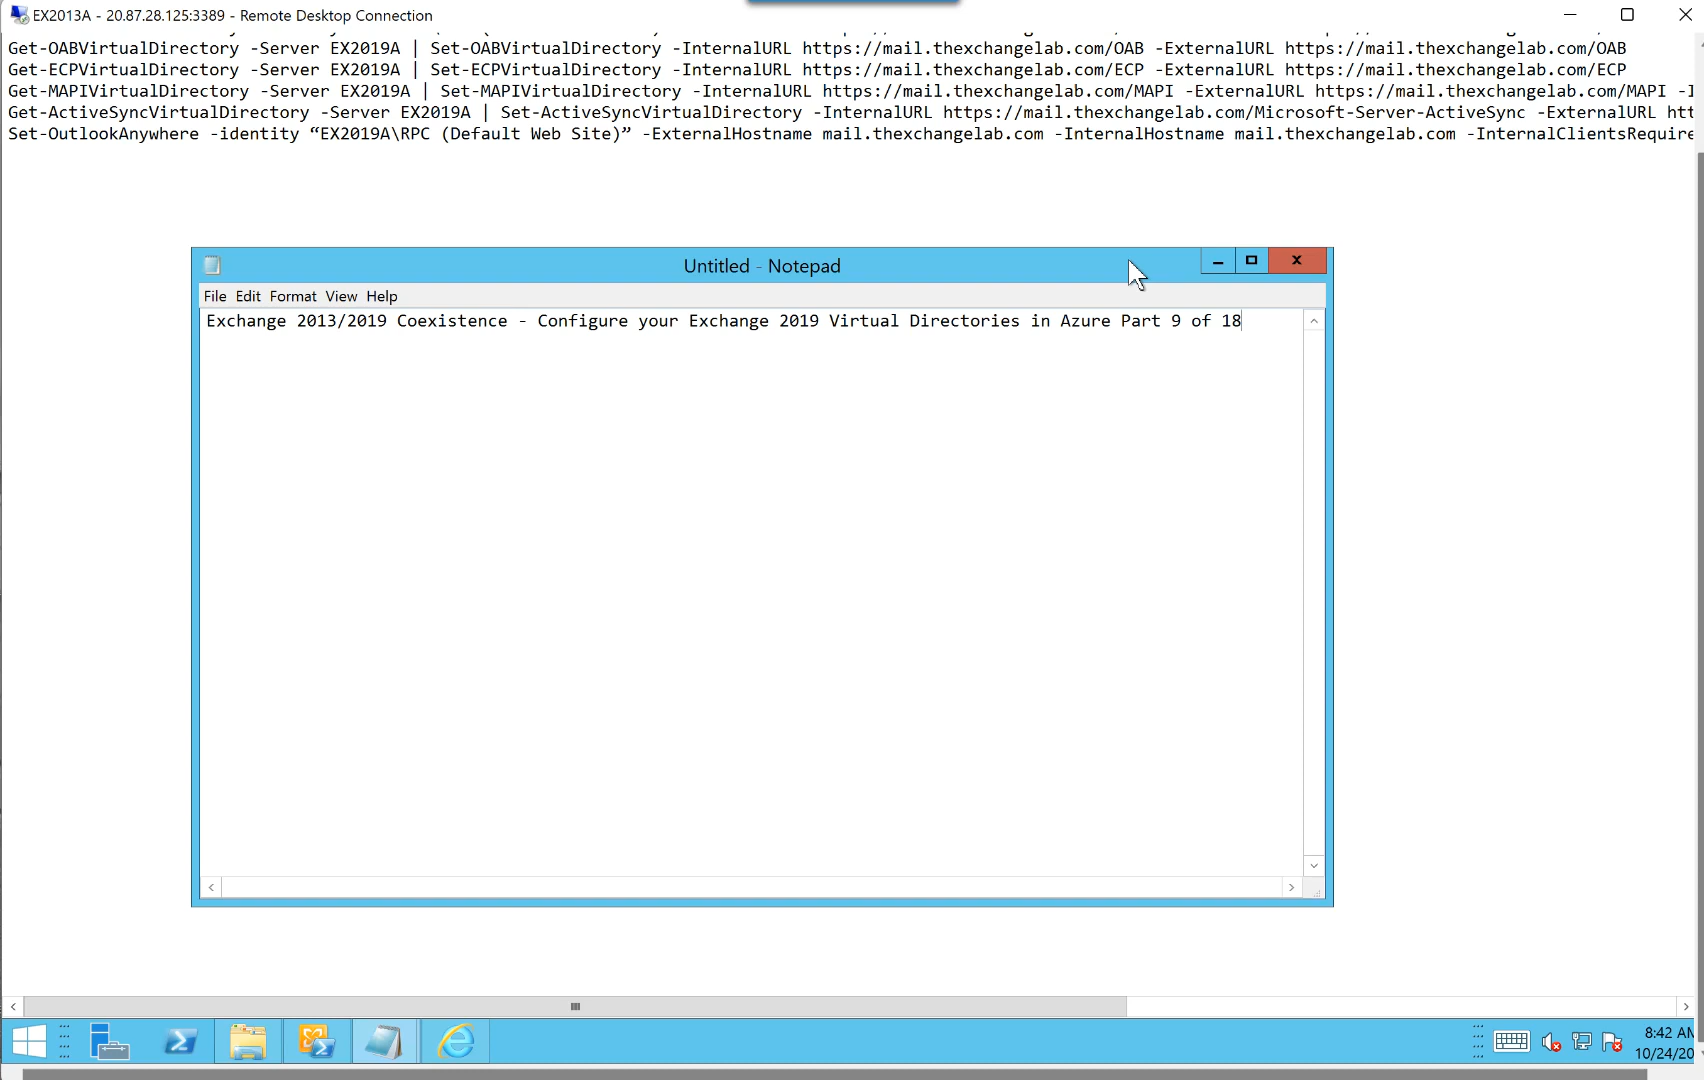 EX2013A - 20.87.28.125:3389 - Remote Desktop Connection
Get-OABVirtualDirectory -Server EX2019A | Set-OABVirtualDirectory -InternalURL https://mail.thexchangelab.com/OAB -ExternalURL https://mail.thexchangelab.com/OAB
Get-ECPVirtualDirectory -Server EX2019A | Set-ECPVirtualDirectory -InternalURL https://mail.thexchangelab.com/ECP -ExternalURL https://mail.thexchangelab.com/ECP
Get-MAPIVirtualDirectory -Server EX2019A | Set-MAPIVirtualDirectory -InternalURL https://mail.thexchangelab.com/MAPI -ExternalURL https://mail.thexchangelab.com/MAPI -I
Get-ActiveSyncVirtualDirectory -Server EX2019A | Set-ActiveSyncVirtualDirectory -InternalURL https://mail.thexchangelab.com/Microsoft-Server-ActiveSync -ExternalURL htt
Set-OutlookAnywhere -identity “EX2019A\RPC (Default Web Site)” -ExternalHostname mail.thexchangelab.com -InternalHostname mail.thexchangelab.com -InternalClientsRequire
Untitled - Notepad
File Edit Format View Help
Exchange 2013/2019 Coexistence - Configure your Exchange 2019 Virtual Directories in Azure Part 9 of 18
8:42 AM
10/24/20